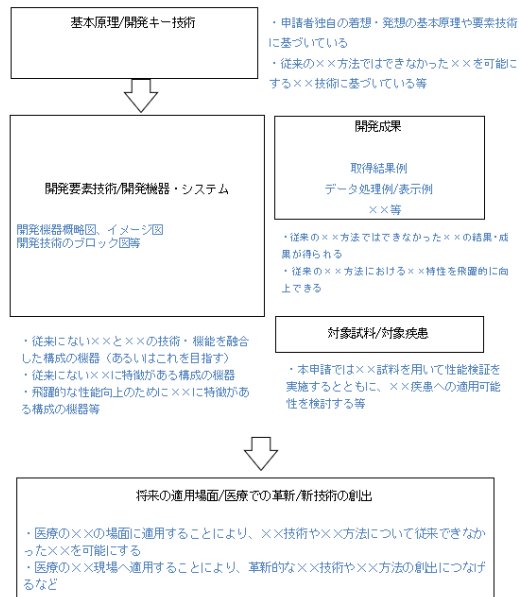 基本原理/開発キー技術
・申請者独自の着想・発想の基本原理や要素技術
に基づいている
・従来の××方法ではできなかった××を可能に
する××技術に基づいている等
開発要素技術/開発機器・システム
開発機器概略図、イメージ図
開発技術のブロック図等
開発成果
取得結果例
データ処理例/表示例
××等
・従来の××方法ではできなかった××の結果・成
果が得られる
・従来の××方法における××特性を飛躍的に向
上できる
・従来にない××と××の技術・機能を融合
した構成の機器（あるいはこれを目指す）
・従来にない××に特徴がある構成の機器
・飛躍的な性能向上のために××に特徴があ
る構成の機器等
対象試料/対象疾患
・本申請では××試料を用いて性能検証を
実施するとともに、××疾患への適用可能
性を検討する等
将来の適用場面/医療での革新/新技術の創出
・医療の××の場面に適用することにより、××技術や××方法について従来できなか
った××を可能にする
・医療の××現場へ適用することにより、革新的な××技術や××方法の創出につなげ
るなど